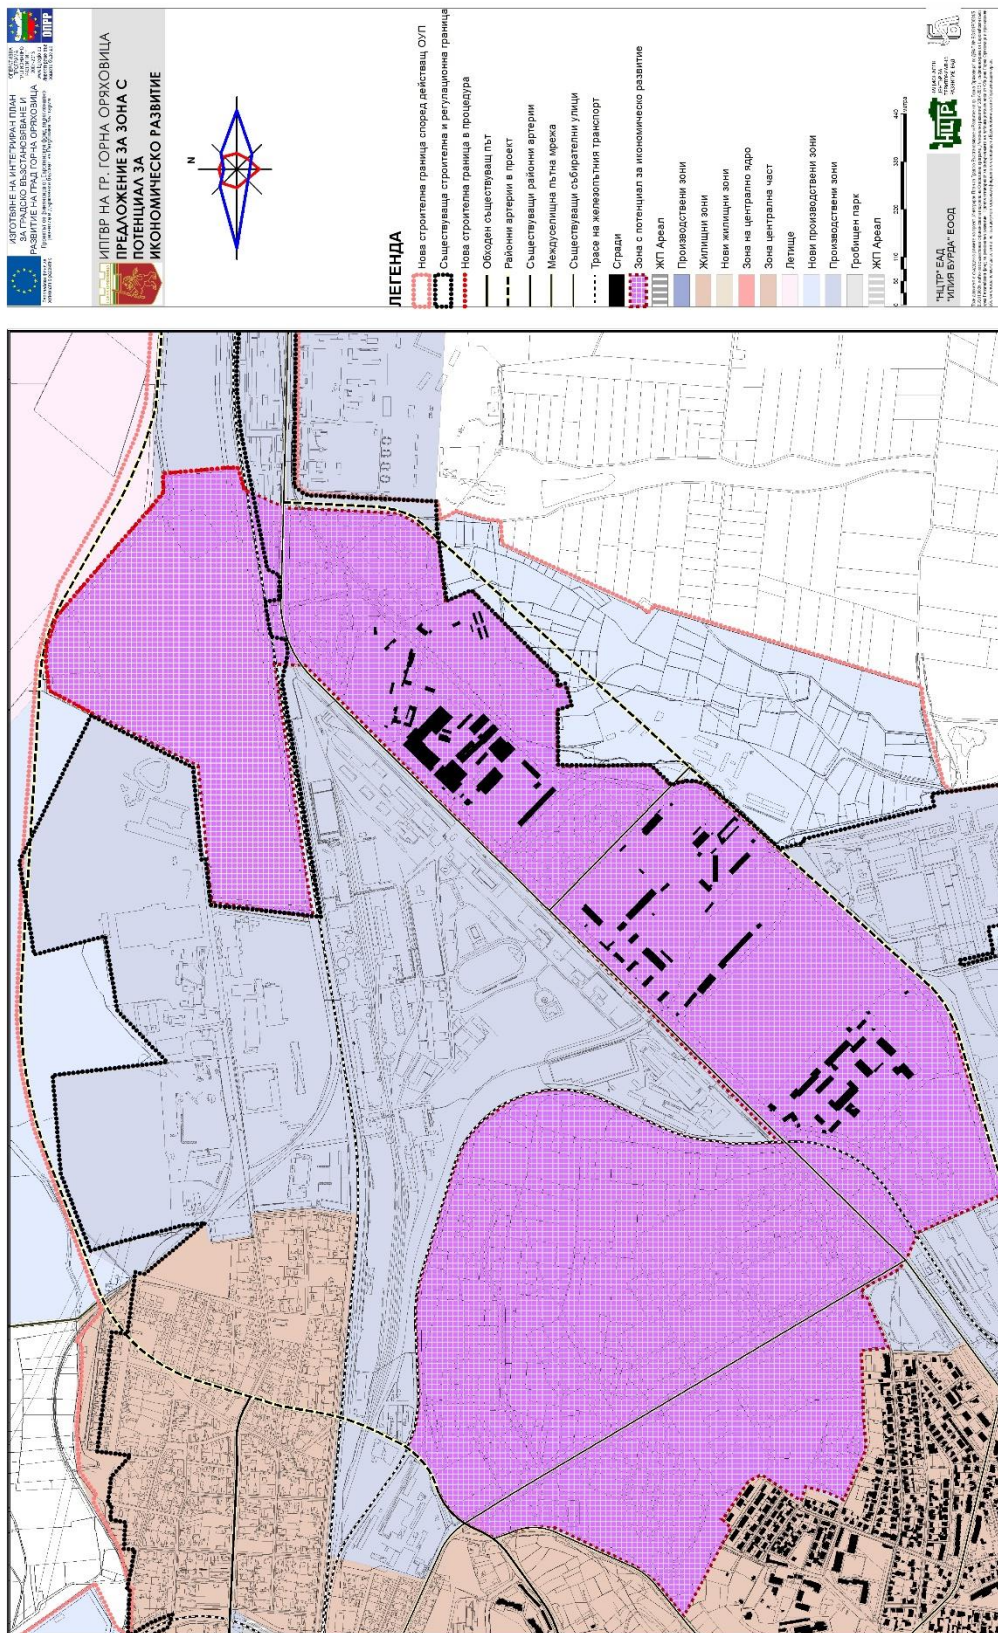 ИЗГОТВЯНЕ НА ИНТЕГРИРАН ПЛАН
ЗА ГРАДСКО ВЪЗСТАНОВЯВАНЕ И
РАЗВИТИЕ НА ГРАД ГОРНА ОРЯХОВИЦА
ОПРР
ИПГВР НА ГР. ГОРНА ОРЯХОВИЦА
ПРЕДЛОЖЕНИЕ ЗА ЗОНА С
ПОТЕНЦИАЛ ЗА
ИКОНОМИЧЕСКО РАЗВИТИЕ
N
ЛЕГЕНДА
Нова строителна граница според действащ ОУП
Съществуваща строителна и регулационна граница
Нова строителна граница в процедура
Обходен съществуващ път
Районни артерии в проект
Съществуващи районни артерии
Междуселищна пътна мрежа
Съществуващи събирателни улици
Трасе на железопътния транспорт
Сгради
Зона с потенциал за икономическо развитие
ЖП Ареал
Производствени зони
Жилищни зони
Нови жилищни зони
Зона на централно ядро
Зона централна част
Летище
Нови производствени зони
Производствени зони
Гробищен парк
ЖП Ареал
"НЦТР" ЕАД
"ИЛИЯ БУРДА" ЕООД
НЦТР